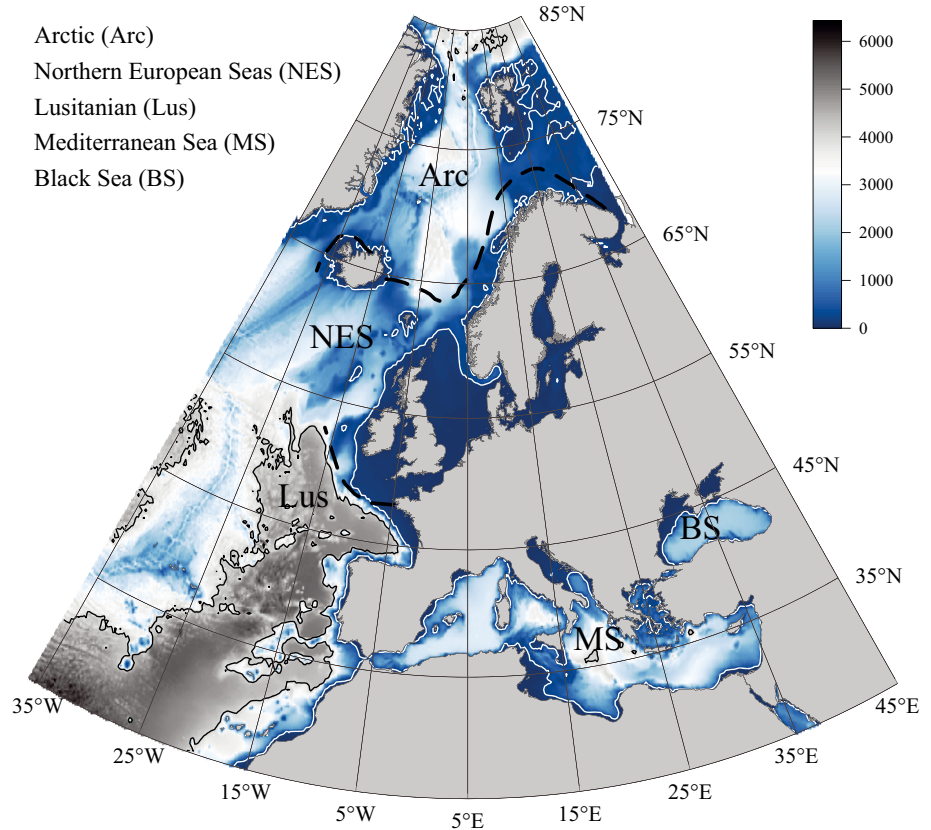 85°N
Arctic (Arc)
6000
Northern European Seas (NES)
5000
Lusitanian (Lus)
75°N
4000
Mediterranean Sea (MS)
Black Sea (BS)
Arc
3000
65°N
2000
1000
NES
0
55°N
45°N
Lus
BS
35°N
MS
35°W
45°E
25°W
35°E
15°W
25°E
5°W
15°E
5°E